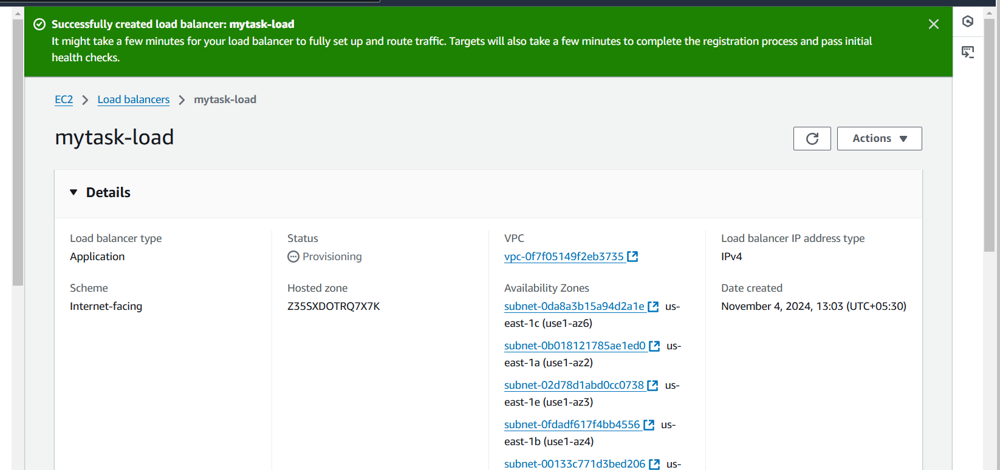 Successfully created load balancer: mytask-load
It might take a few minutes for your load balancer to fully set up and route traffic. Targets will also take a few minutes to complete the registration process and pass initial
health checks.
EC2 > Load balancers > mytask-load
mytask-load
Actions
Details
Load balancer type
Application
Scheme
Internet-facing
Status
Provisioning
Hosted zone
Z35SXDOTRQ7X7K
VPC
vpc-0f7f05149f2eb3735
Availability Zones
subnet-0da8a3b15a94d2a1e us-
east-1c (use1-az6)
subnet-0b018121785ae1ed0 us-
east-1a (use1-az2)
subnet-02d78d1abd0cc0738 us-
east-1e (use1-az3)
subnet-0fdadf617f4bb4556 us-
east-1b (use1-az4)
subnet-00133c771d3bed206 us-
Load balancer IP address type
IPv4
Date created
November 4, 2024, 13:03 (UTC+05:30)